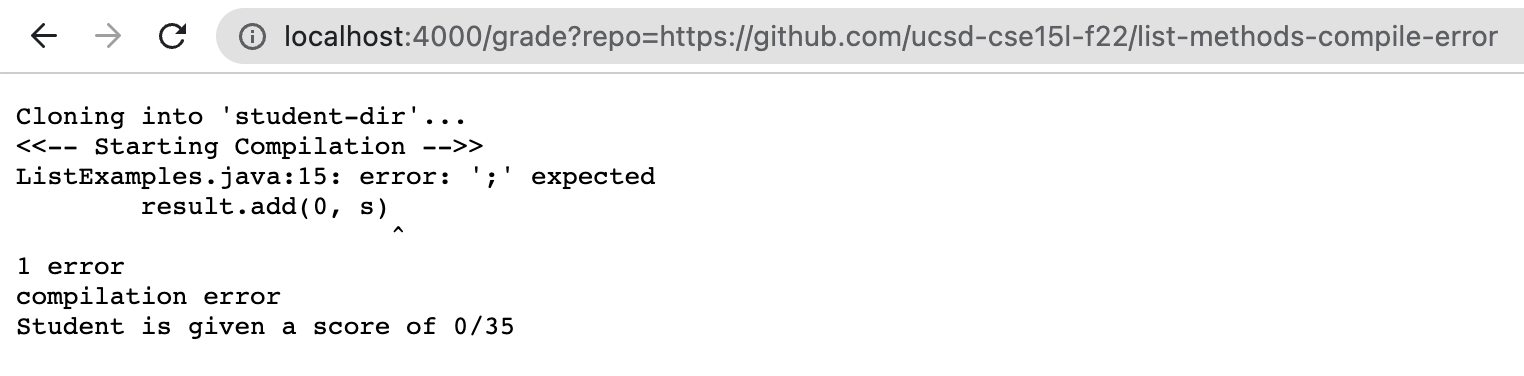 localhost:4000/grade?repo=https://github.com/ucsd-cse15l-f22/list-methods-compile-error
Cloning into 'student-dir'...
<<-- Starting Compilation -->>
ListExamples.java:15: error: ';' expected
        result.add(0, s)
                        ^
1 error
compilation error
Student is given a score of 0/35